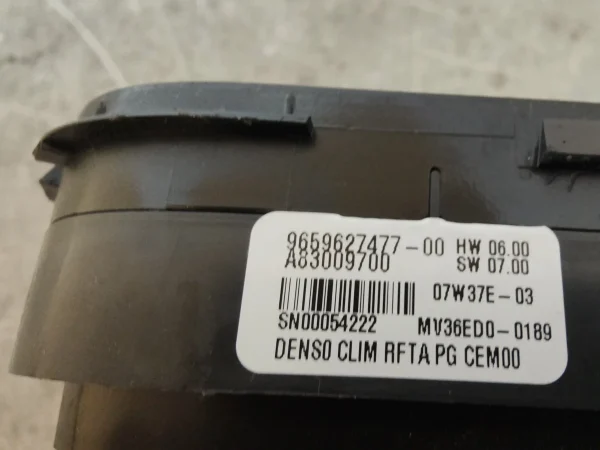 9659627477-00 HW 06.00
A83009700 SW 07.00
07W37E-03
SN00054222 MV36ED0-0189
DENSO CLIM RFTA PG CEM00